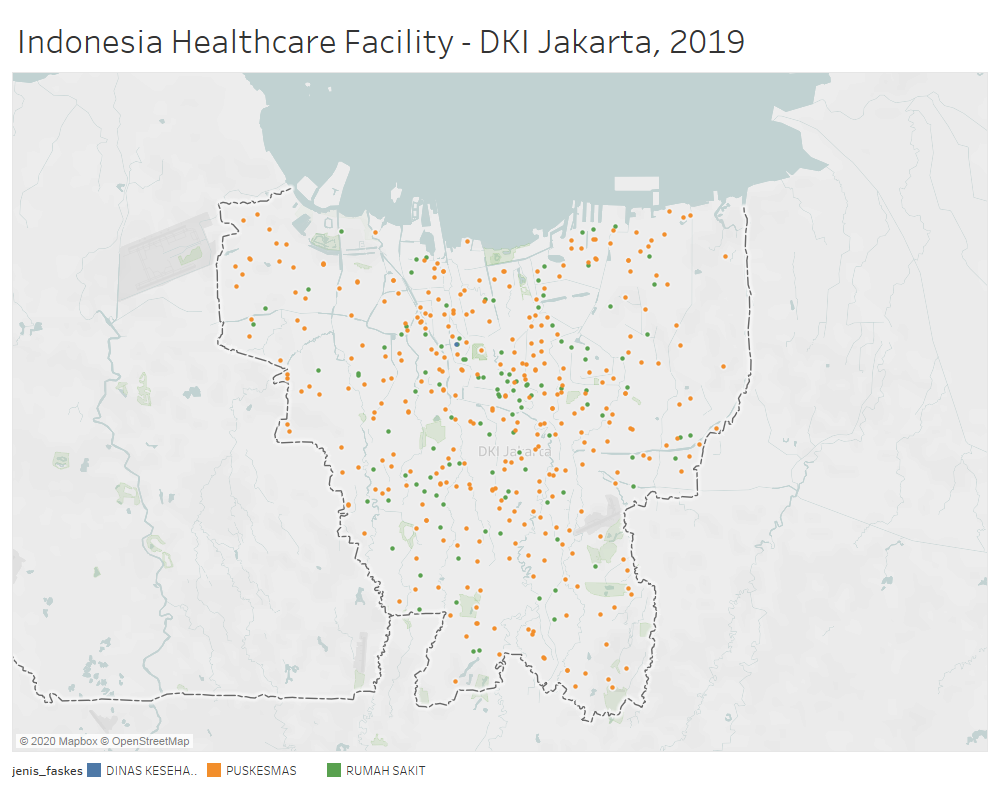 Indonesia Healthcare Facility - DKI Jakarta, 2019
DKI Jakarta
© 2020 Mapbox © OpenStreetMap
jenis_faskes DINAS KESEHA.. PUSKESMAS RUMAH SAKIT